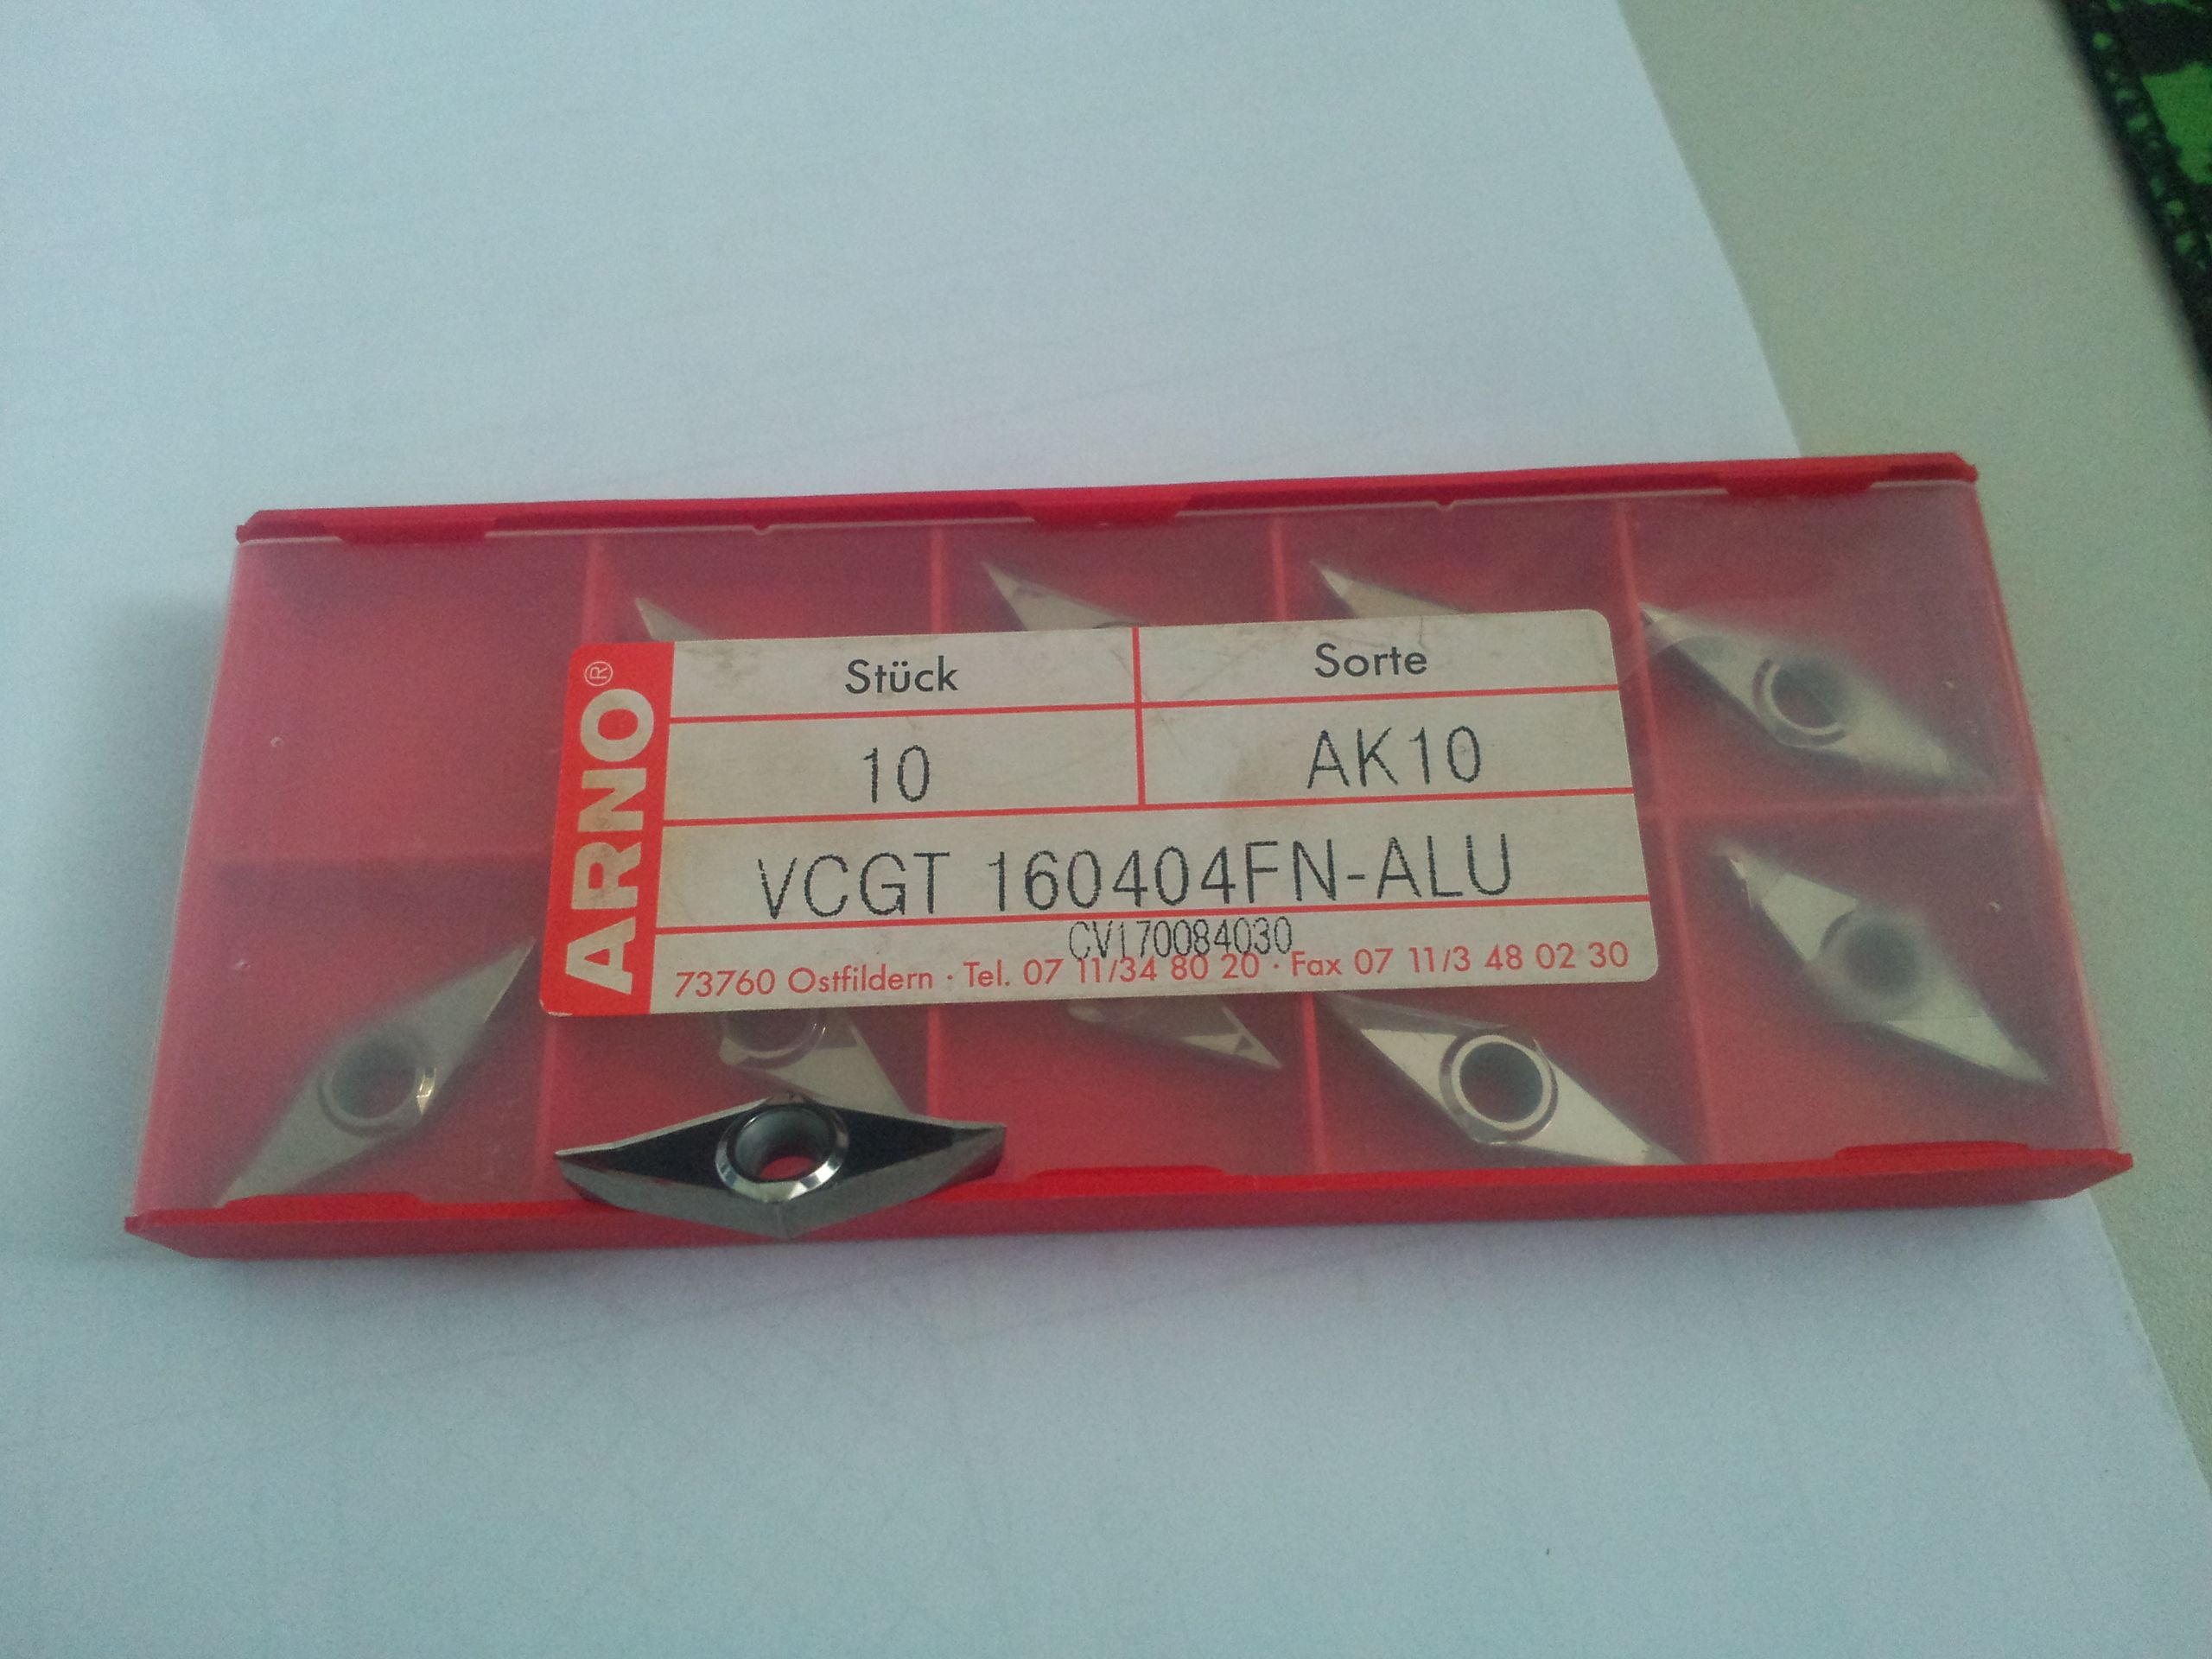 ARNO®
Stück Sorte
10 AK10
VCGT 160404FN-ALU
CV170084030
73760 Ostfildern · Tel. 07 11/34 80 20 · Fax 07 11/3 48 02 30